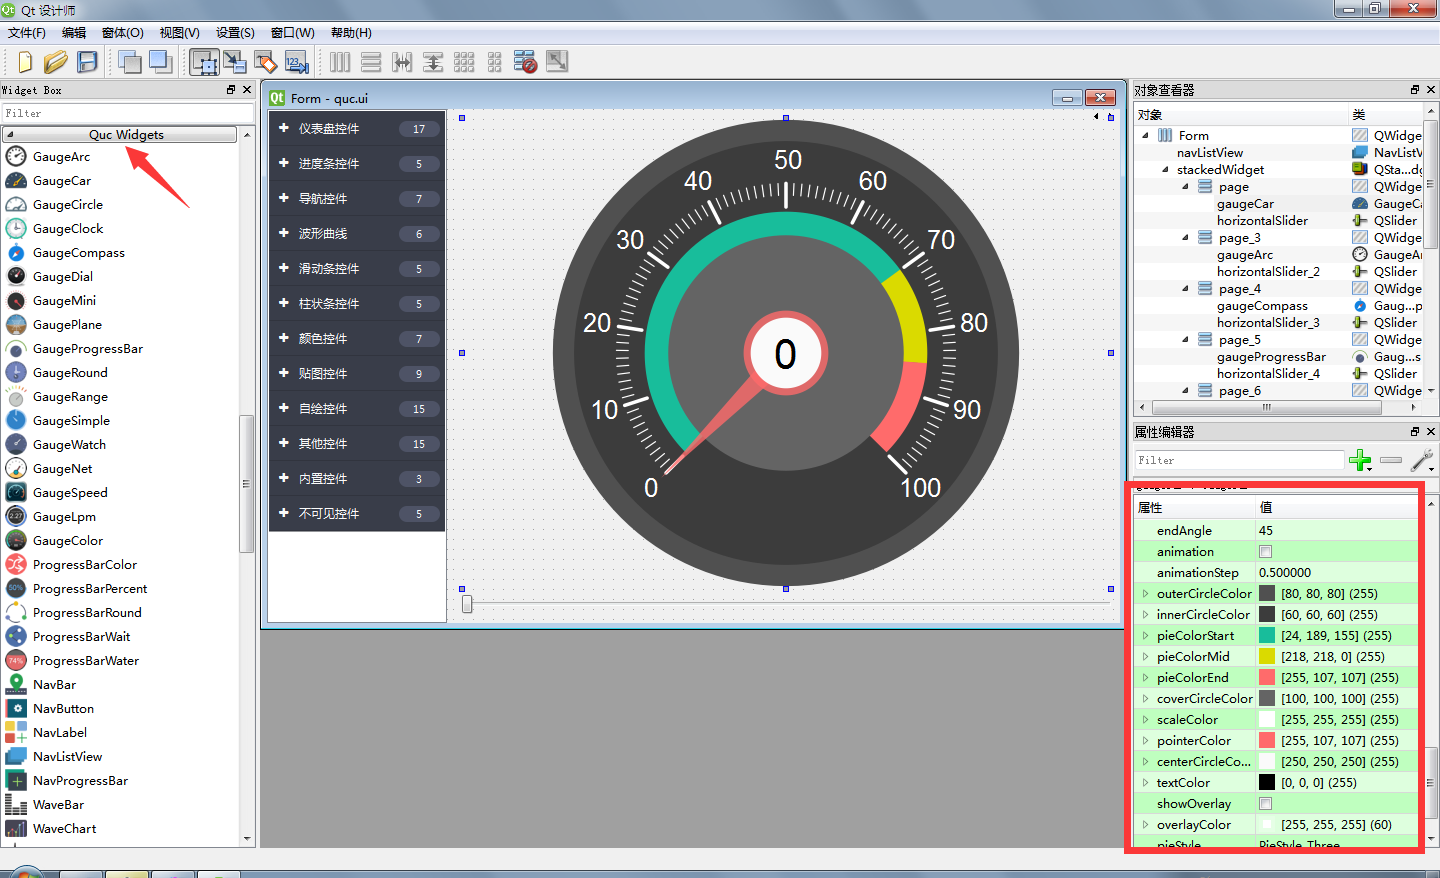 Qt 设计师
文件(F) 编辑 窗体(O) 视图(V) 设置(S) 窗口(W) 帮助(H)
Widget Box
Filter
Quc Widgets
GaugeArc
GaugeCar
GaugeCircle
GaugeClock
GaugeCompass
GaugeDial
GaugeMini
GaugePlane
GaugeProgressBar
GaugeRound
GaugeRange
GaugeSimple
GaugeWatch
GaugeNet
GaugeSpeed
GaugeLpm
GaugeColor
ProgressBarColor
ProgressBarPercent
ProgressBarRound
ProgressBarWait
ProgressBarWater
NavBar
NavButton
NavLabel
NavListView
NavProgressBar
WaveBar
WaveChart
Form - quc.ui
仪表盘控件 17
进度条控件 5
导航控件 7
波形曲线 6
滑动条控件 5
柱状条控件 5
颜色控件 7
贴图控件 9
自绘控件 15
其他控件 15
内置控件 3
不可见控件 5
0
10
20
30
40
50
60
70
80
90
100
0
对象查看器
对象 类
Form QWidge
navListView NavListV
stackedWidget QSta...dg
page QWidge
gaugeCar GaugeCa
horizontalSlider QSlider
page_3 QWidge
gaugeArc GaugeAr
horizontalSlider_2 QSlider
page_4 QWidge
gaugeCompass Gaug...p
horizontalSlider_3 QSlider
page_5 QWidge
gaugeProgressBar Gaug...s
horizontalSlider_4 QSlider
page_6 QWidge
属性编辑器
Filter
属性 值
endAngle 45
animation
animationStep 0.500000
outerCircleColor [80, 80, 80] (255)
innerCircleColor [60, 60, 60] (255)
pieColorStart [24, 189, 155] (255)
pieColorMid [218, 218, 0] (255)
pieColorEnd [255, 107, 107] (255)
coverCircleColor [100, 100, 100] (255)
scaleColor [255, 255, 255] (255)
pointerColor [255, 107, 107] (255)
centerCircleCo... [250, 250, 250] (255)
textColor [0, 0, 0] (255)
showOverlay
overlayColor [255, 255, 255] (60)
pieStyle PieStyle_Three